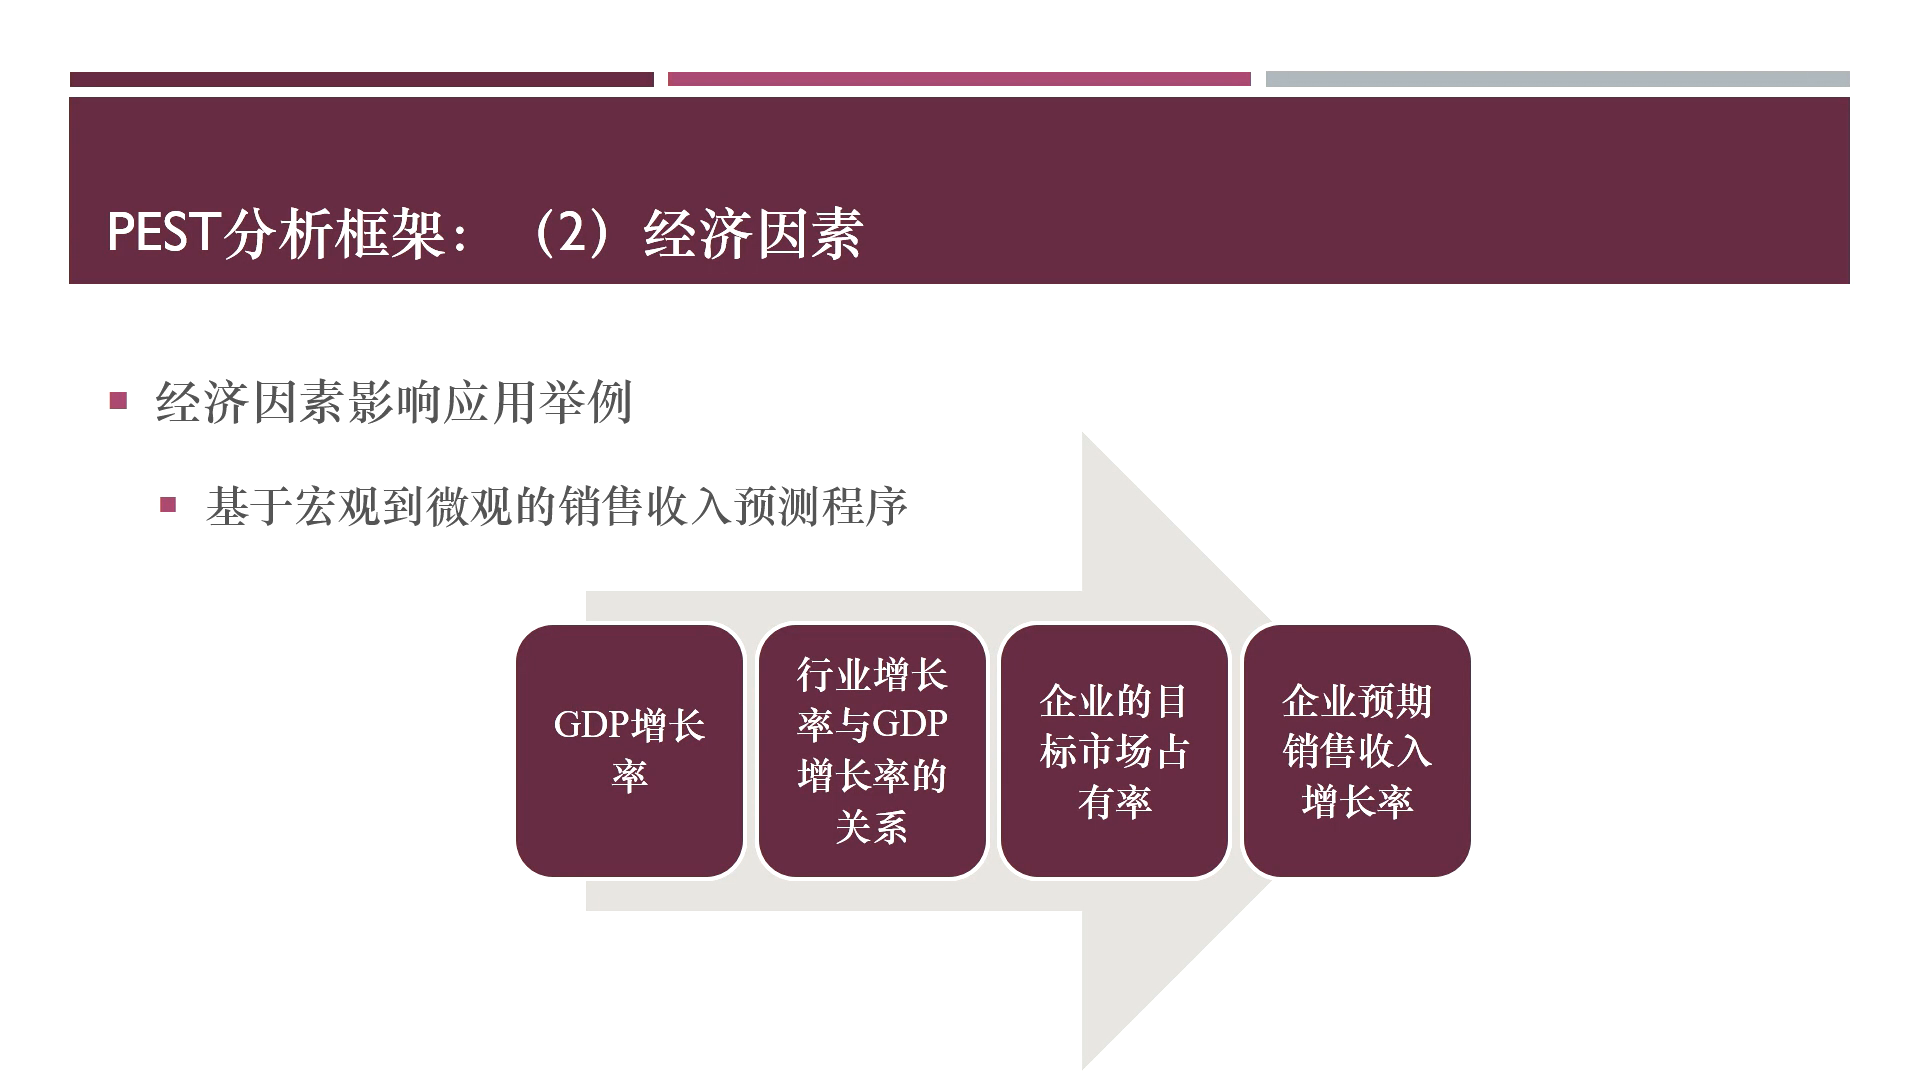 PEST分析框架：（2）经济因素
经济因素影响应用举例
基于宏观到微观的销售收入预测程序
GDP增长
率
行业增长
率与GDP
增长率的
关系
企业的目
标市场占
有率
企业预期
销售收入
增长率